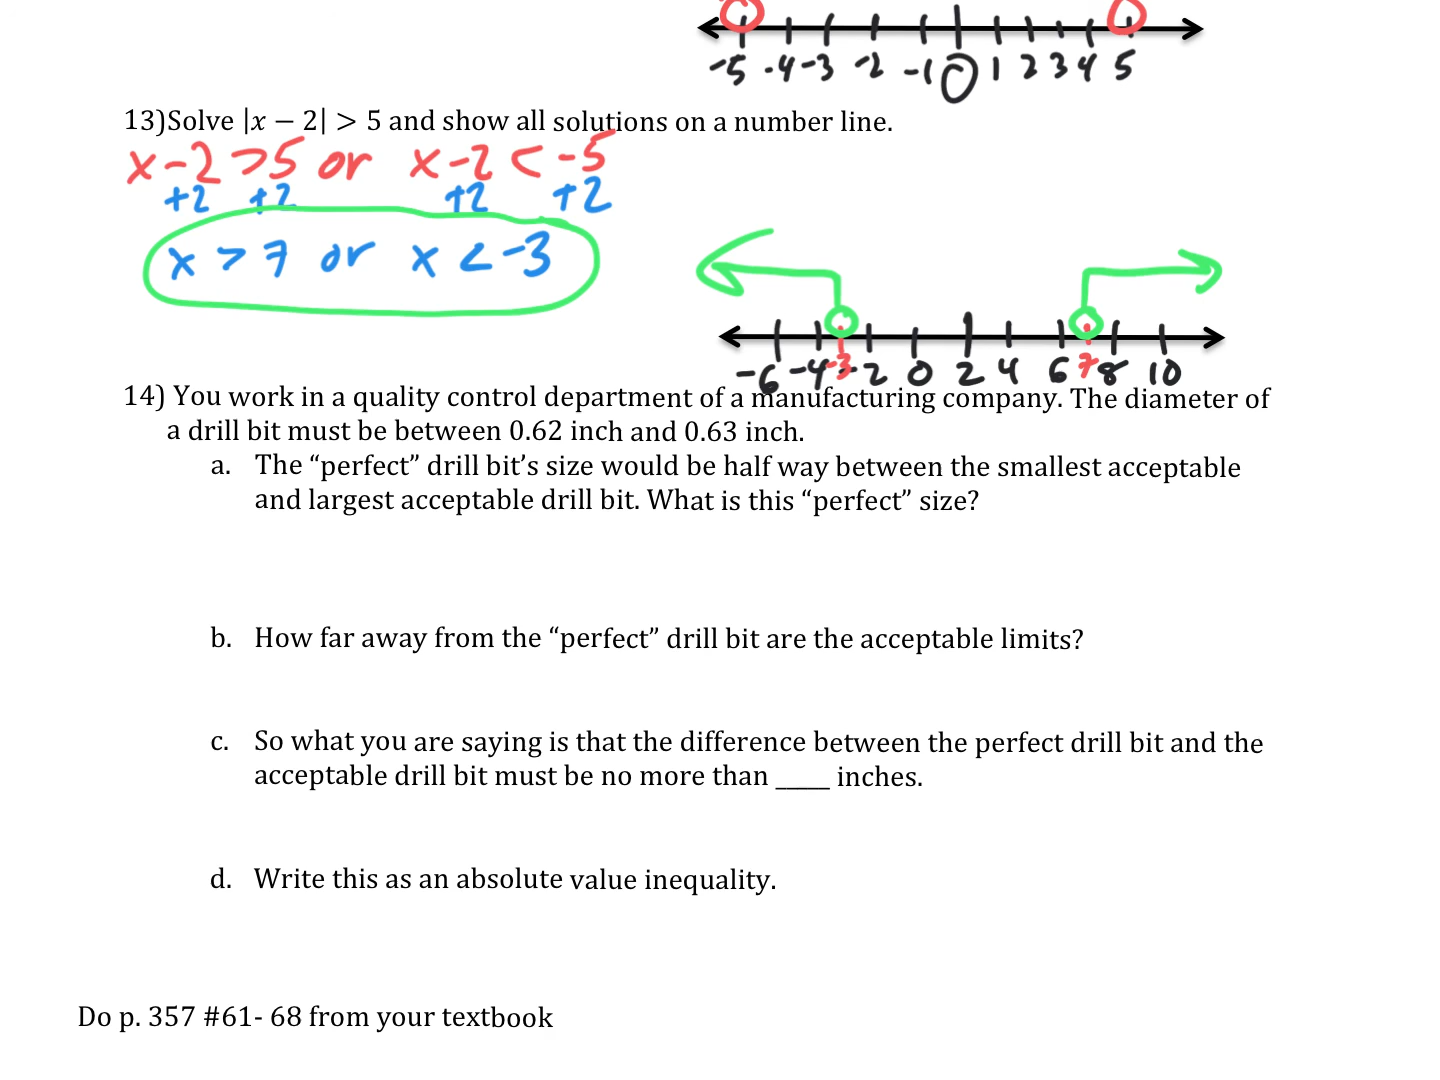 -5 -4 -3 -2 -1 0 1 2 3 4 5
13)Solve |x − 2| > 5 and show all solutions on a number line.
x-2 >5 or x-2 < -5
+2 +2 +2 +2
x > 7 or x < -3
-6 -4 -3 -2 0 2 4 6 7 8 10
14) You work in a quality control department of a manufacturing company. The diameter of
a drill bit must be between 0.62 inch and 0.63 inch.
a. The “perfect” drill bit’s size would be half way between the smallest acceptable
and largest acceptable drill bit. What is this “perfect” size?
b. How far away from the “perfect” drill bit are the acceptable limits?
c. So what you are saying is that the difference between the perfect drill bit and the
acceptable drill bit must be no more than _____ inches.
d. Write this as an absolute value inequality.
Do p. 357 #61- 68 from your textbook